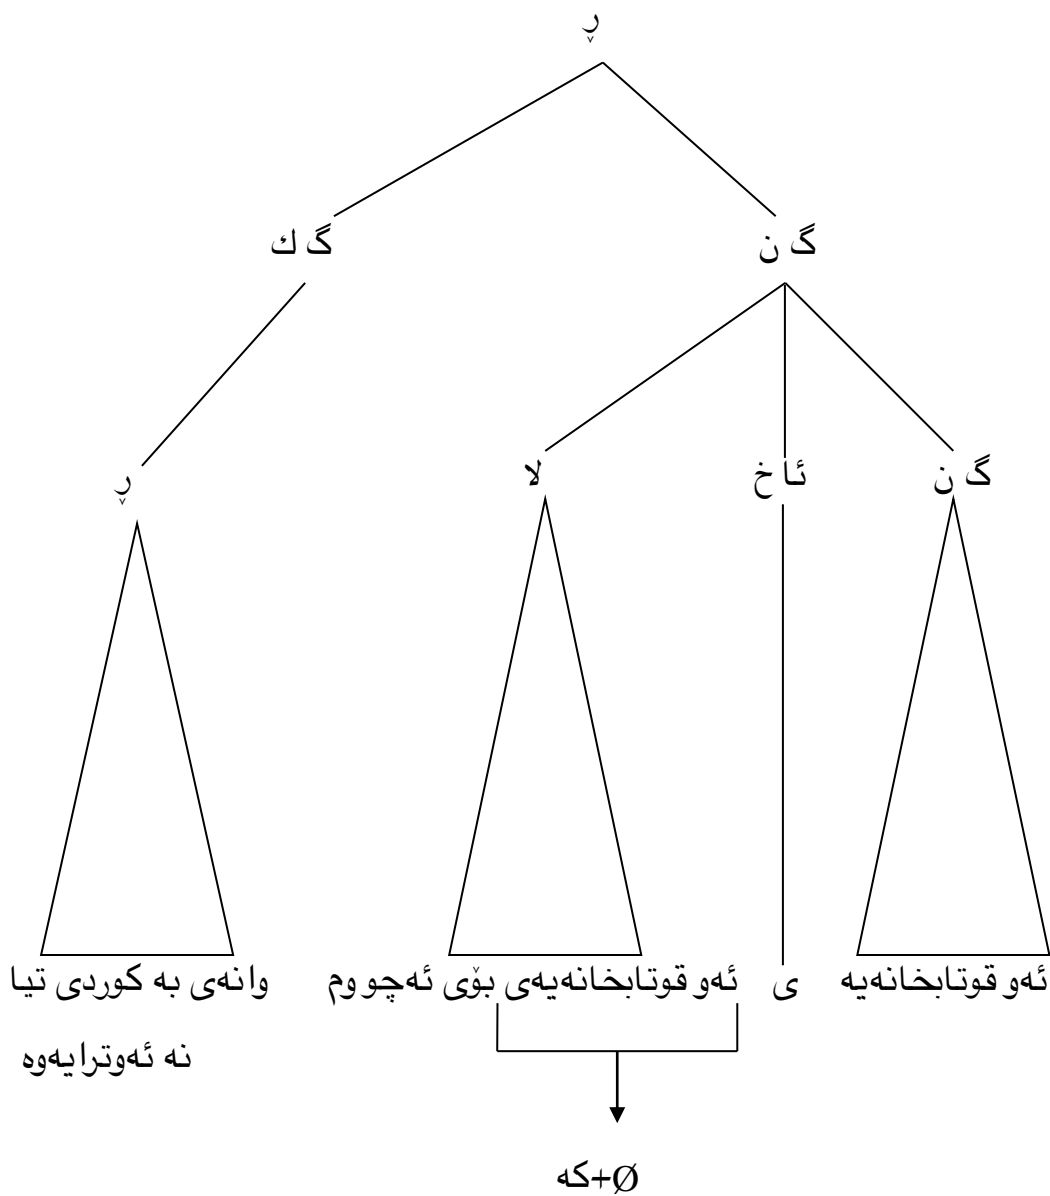 ڕ
گ ن
گ ك
گ ن
ئا خ
لا
ڕ
ئەو قوتابخانەیە
ی
ئەو قوتابخانەیەی بۆی ئەچووم
وانەی بە کوردی تیا
نە ئەوترایەوە
Ø+کە